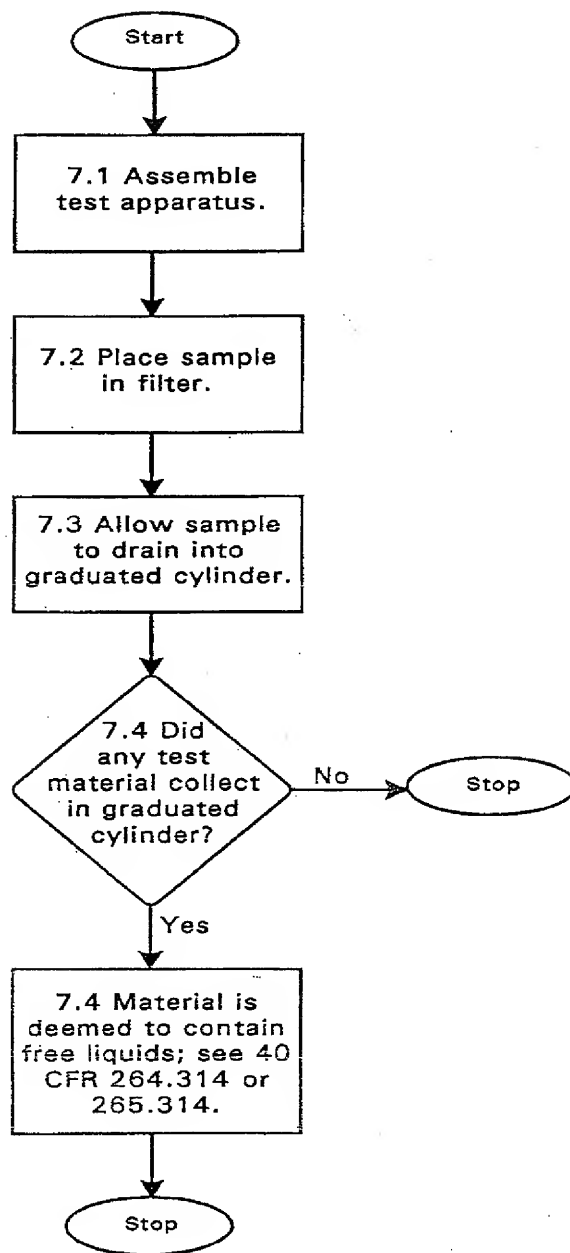 Start
7.1 Assemble
test apparatus.
7.2 Place sample
in filter.
7.3 Allow sample
to drain into
graduated cylinder.
7.4 Did
any test
material collect
in graduated
cylinder?
No
Stop
Yes
7.4 Material is
deemed to contain
free liquids; see 40
CFR 264.314 or
265.314.
Stop